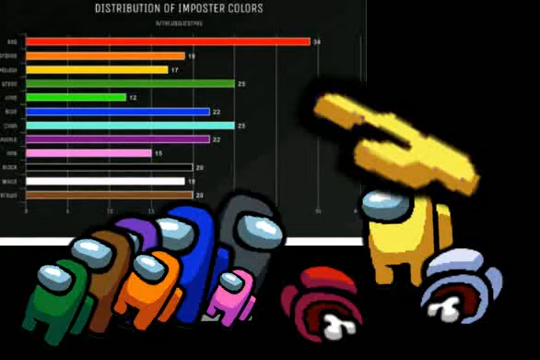 DISTRIBUTION OF IMPOSTER COLORS
RED 34
ORANGE 19
YELLOW 17
GREEN 25
LIME 12
BLUE 22
CYAN 25
PURPLE 22
PINK 15
BLACK 20
WHITE 19
BROWN 20